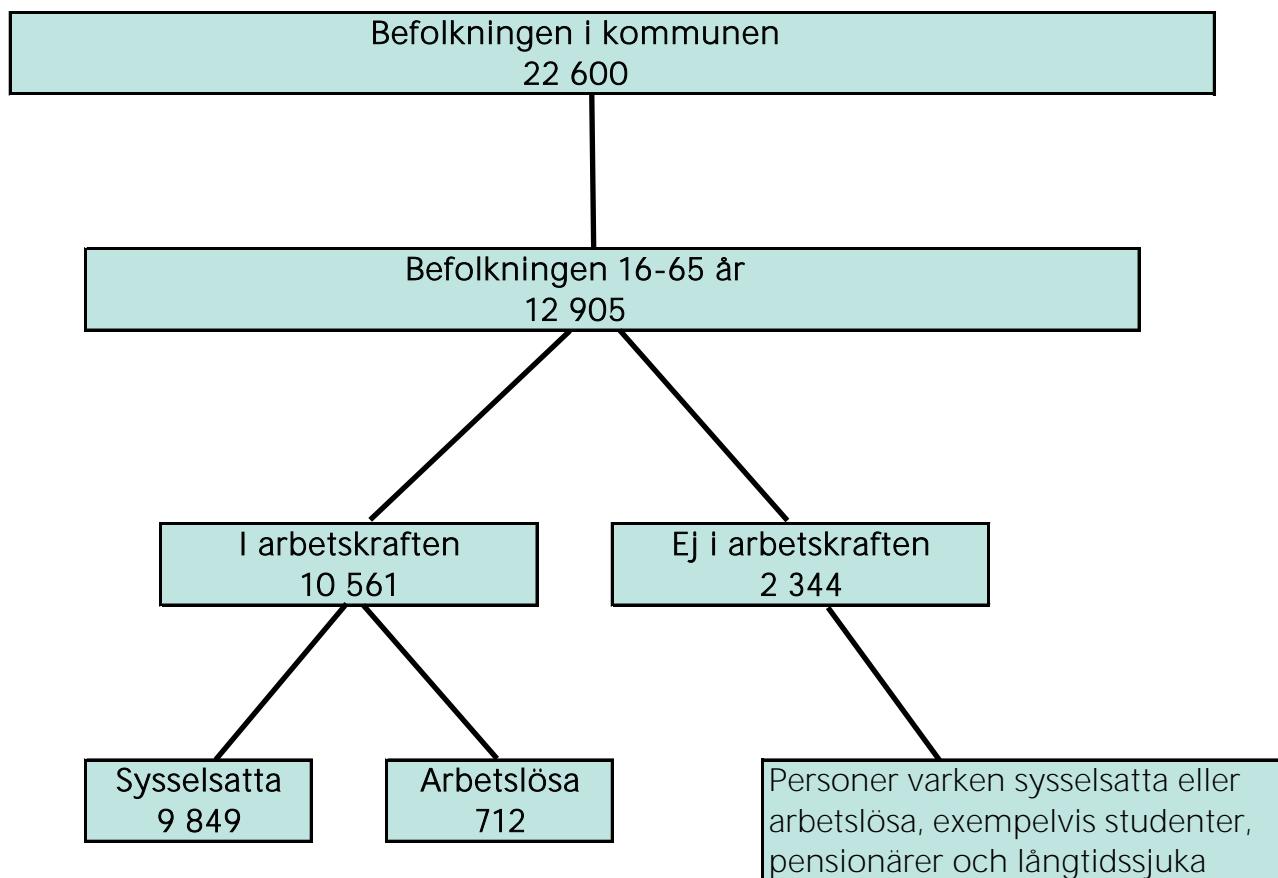 Befolkningen i kommunen
22 600
Befolkningen 16-65 år
12 905
I arbetskraften
10 561
Ej i arbetskraften
2 344
Sysselsatta
9 849
Arbetslösa
712
Personer varken sysselsatta eller
arbetslösa, exempelvis studenter,
pensionärer och långtidssjuka